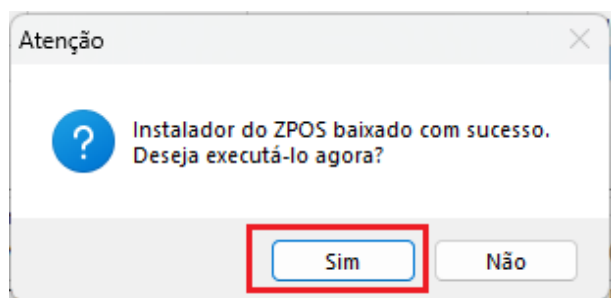 Atenção
Instalador do ZPOS baixado com sucesso.
Deseja executá-lo agora?
Sim
Não